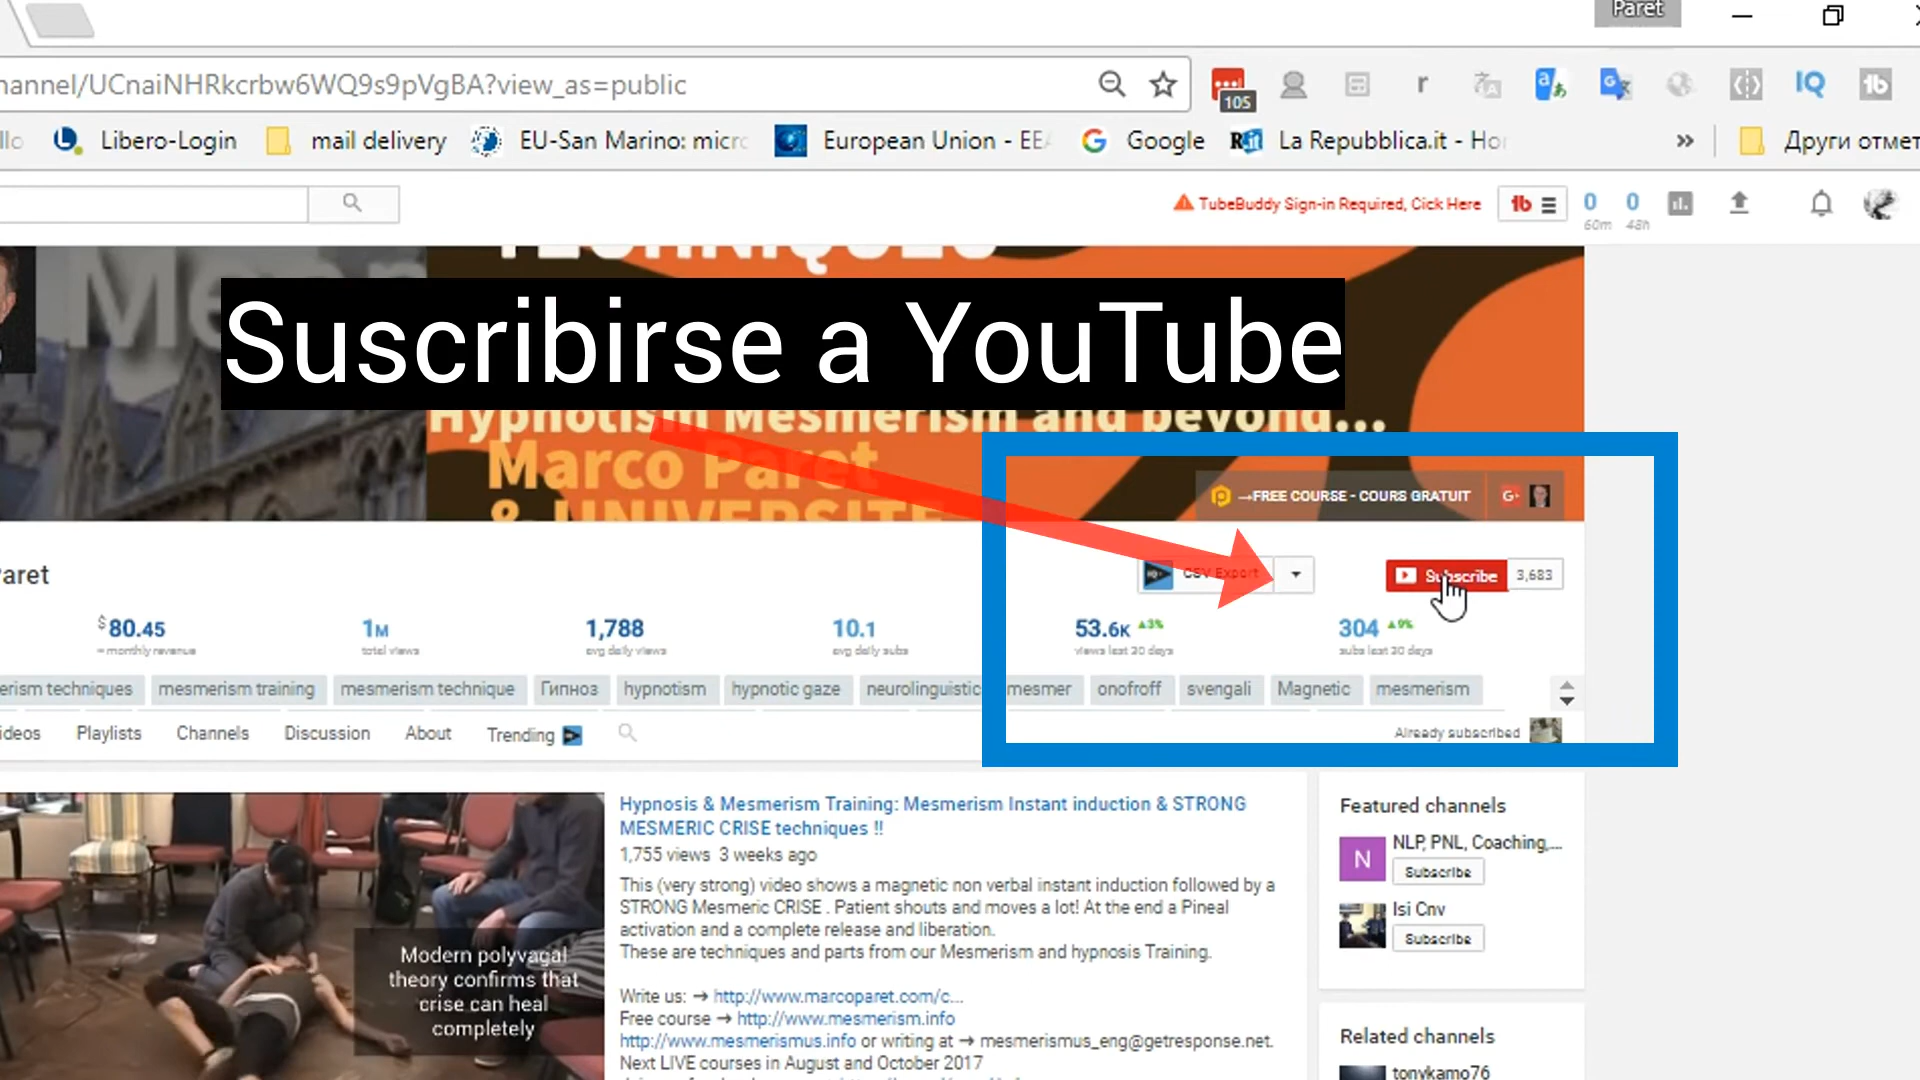 Paret
hannel/UCnaiNHRkcrbw6WQ9s9pVgBA?view_as=public
105
r
IQ
llo Libero-Login mail delivery EU-San Marino: micro European Union - EEA Google La Repubblica.it - Hor » Други отмет
TubeBuddy Sign-in Required, Cick Here
0 0
60m 48h
TECHNIQUES
Suscribirse a YouTube
Hypnotism Mesmerism and beyond...
Marco Paret
& UNIVERSITE
→FREE COURSE - COURS GRATUIT G+
Paret
CSV Export
Subscribe 3,683
$80.45 1M 1,788 10.1 53.6K ▲3% 304 ▲9%
≈ monthly revenue total views avg daily views avg daily subs views last 30 days subs last 30 days
erism techniques mesmerism training mesmerism technique Гипноз hypnotism hypnotic gaze neurolinguistic mesmer onofroff svengali Magnetic mesmerism
ideos Playlists Channels Discussion About Trending Already subscribed
Hypnosis & Mesmerism Training: Mesmerism Instant induction & STRONG
MESMERIC CRISE techniques !!
1,755 views 3 weeks ago
This (very strong) video shows a magnetic non verbal instant induction followed by a
STRONG Mesmeric CRISE . Patient shouts and moves a lot! At the end a Pineal
activation and a complete release and liberation.
These are techniques and parts from our Mesmerism and hypnosis Training.
Write us: → http://www.marcoparet.com/c...
Free course → http://www.mesmerism.info
http://www.mesmerismus.info or writing at → mesmerismus_eng@getresponse.net.
Next LIVE courses in August and October 2017
Modern polyvagal
theory confirms that
crise can heal
completely
Featured channels
N
NLP, PNL, Coaching,...
Subscribe
Isi Cnv
Subscribe
Related channels
tonykamo76